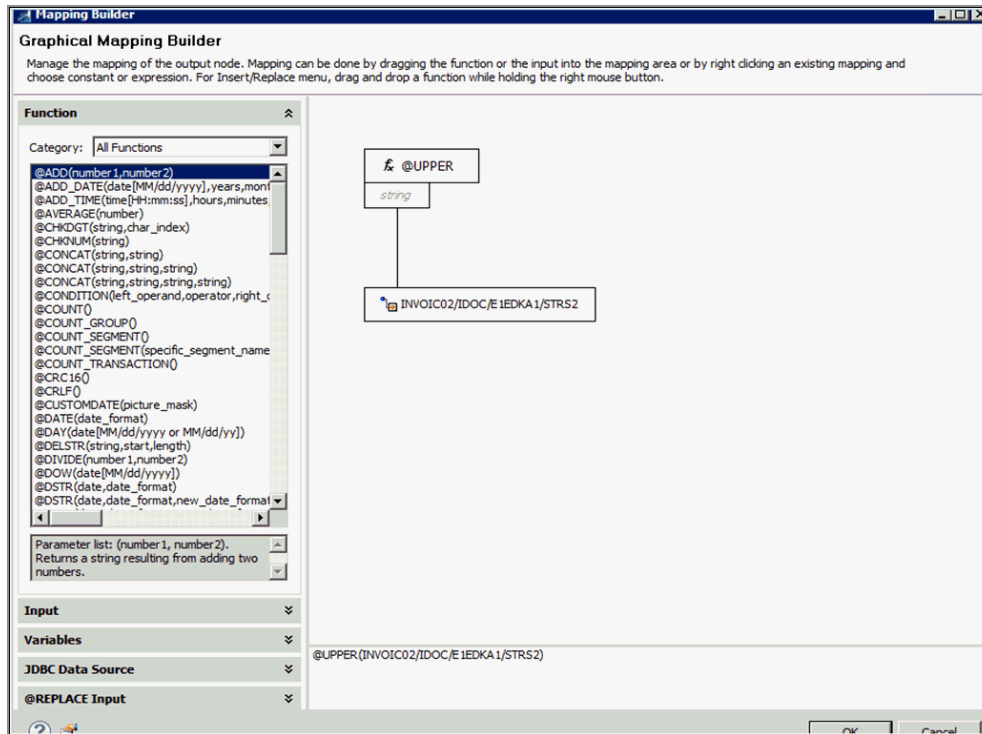 Mapping Builder
Graphical Mapping Builder
Manage the mapping of the output node. Mapping can be done by dragging the function or the input into the mapping area or by right clicking an existing mapping and
choose constant or expression. For Insert/Replace menu, drag and drop a function while holding the right mouse button.
Function
Category: All Functions
@ADD(number1,number2)
@ADD_DATE(date[MM/dd/yyyy],years,mont
@ADD_TIME(time[HH:mm:ss],hours,minutes,
@AVERAGE(number)
@CHKDGT(string,char_index)
@CHKNUM(string)
@CONCAT(string,string)
@CONCAT(string,string,string)
@CONCAT(string,string,string,string)
@CONDITION(left_operand,operator,right_o
@COUNT()
@COUNT_GROUP()
@COUNT_SEGMENT()
@COUNT_SEGMENT(specific_segment_name
@COUNT_TRANSACTION()
@CRC16()
@CRLF()
@CUSTOMDATE(picture_mask)
@DATE(date_format)
@DAY(date[MM/dd/yyyy or MM/dd/yy])
@DELSTR(string,start,length)
@DIVIDE(number1,number2)
@DOW(date[MM/dd/yyyy])
@DSTR(date,date_format)
@DSTR(date,date_format,new_date_format
Parameter list: (number1, number2).
Returns a string resulting from adding two
numbers.
Input
Variables
JDBC Data Source
@REPLACE Input
fx @UPPER
string
INVOIC02/IDOC/E1EDKA1/STRS2
@UPPER(INVOIC02/IDOC/E1EDKA1/STRS2)
OK
Cancel